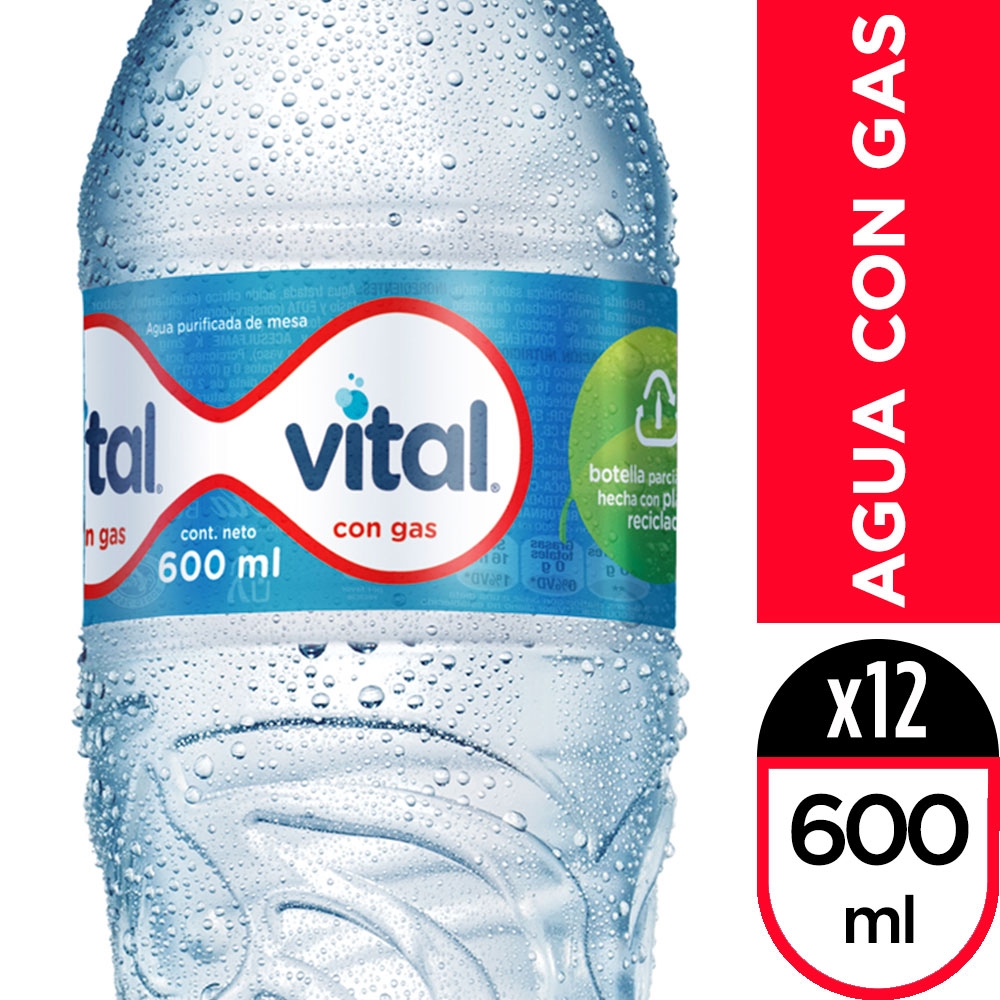 Agua purificada de mesa
vital®
con gas
cont. neto
600 ml
tal®
n gas
botella parci
hecha con pla
reciclad
AGUA CON GAS
x12
600
ml